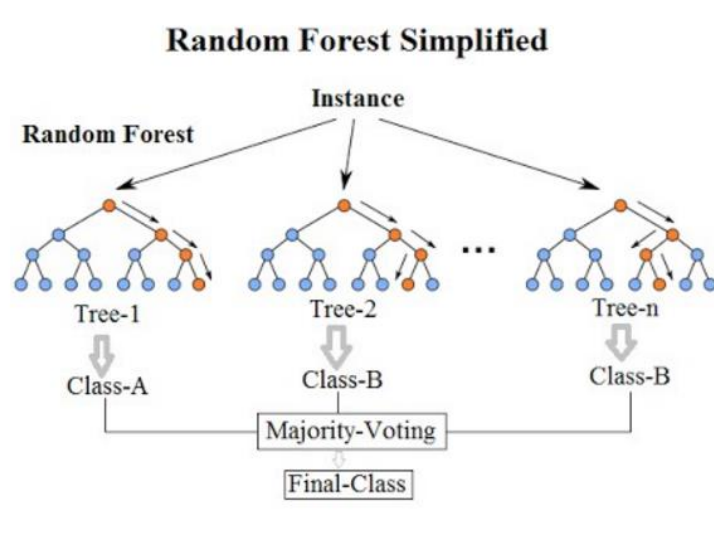 Random Forest Simplified
Instance
Random Forest
...
Tree-1
Tree-2
Tree-n
Class-A
Class-B
Class-B
Majority-Voting
Final-Class